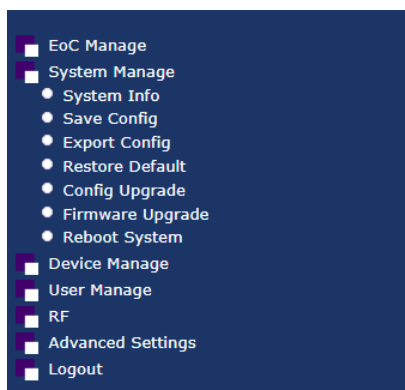 EoC Manage
System Manage
System Info
Save Config
Export Config
Restore Default
Config Upgrade
Firmware Upgrade
Reboot System
Device Manage
User Manage
RF
Advanced Settings
Logout